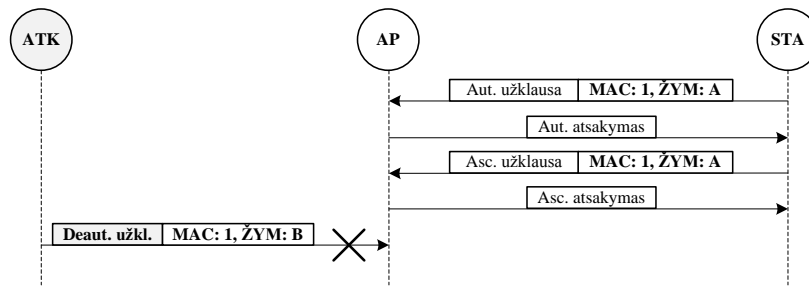 ATK AP STA
Aut. užklausa MAC: 1, ŽYM: A
Aut. atsakymas
Asc. užklausa MAC: 1, ŽYM: A
Asc. atsakymas
Deaut. užkl. MAC: 1, ŽYM: B